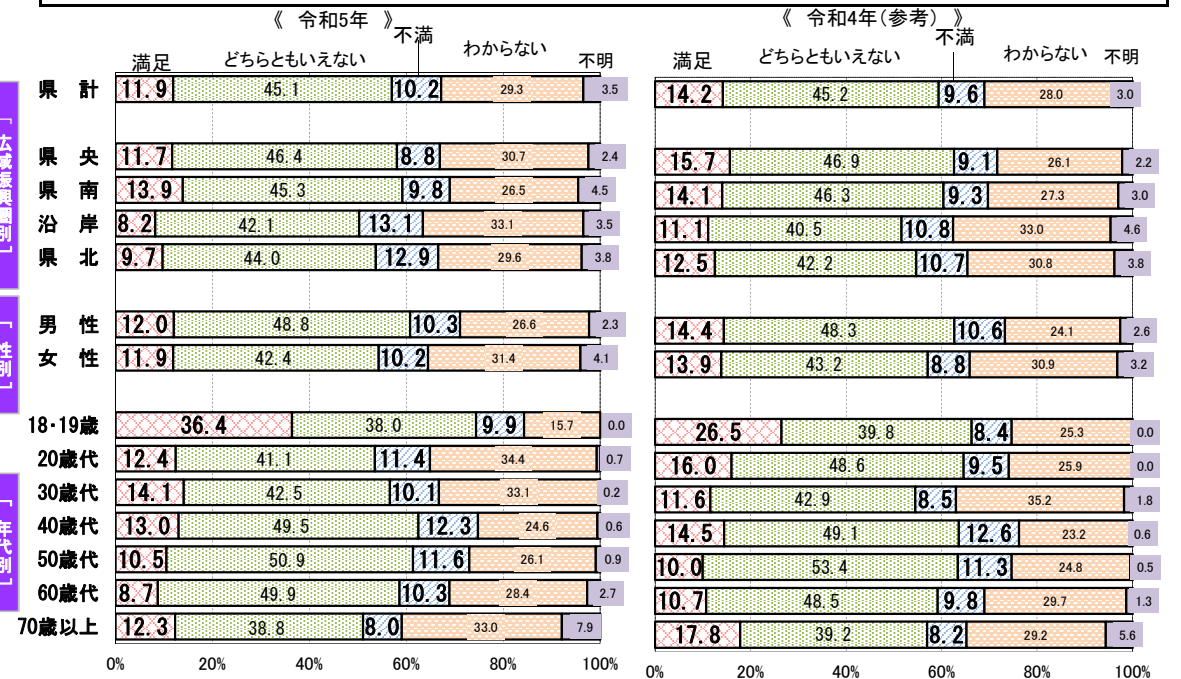 《 令和5年 》
《 令和4年(参考) 》
満足 どちらともいえない 不満 わからない 不明
満足 どちらともいえない 不満 わからない 不明
県 計 11.9 45.1 10.2 29.3 3.5 14.2 45.2 9.6 28.0 3.0
「広域振興圏別」
県 央 11.7 46.4 8.8 30.7 2.4 15.7 46.9 9.1 26.1 2.2
県 南 13.9 45.3 9.8 26.5 4.5 14.1 46.3 9.3 27.3 3.0
沿 岸 8.2 42.1 13.1 33.1 3.5 11.1 40.5 10.8 33.0 4.6
県 北 9.7 44.0 12.9 29.6 3.8 12.5 42.2 10.7 30.8 3.8
「性別」
男 性 12.0 48.8 10.3 26.6 2.3 14.4 48.3 10.6 24.1 2.6
女 性 11.9 42.4 10.2 31.4 4.1 13.9 43.2 8.8 30.9 3.2
「年代別」
18・19歳 36.4 38.0 9.9 15.7 0.0 26.5 39.8 8.4 25.3 0.0
20歳代 12.4 41.1 11.4 34.4 0.7 16.0 48.6 9.5 25.9 0.0
30歳代 14.1 42.5 10.1 33.1 0.2 11.6 42.9 8.5 35.2 1.8
40歳代 13.0 49.5 12.3 24.6 0.6 14.5 49.1 12.6 23.2 0.6
50歳代 10.5 50.9 11.6 26.1 0.9 10.0 53.4 11.3 24.8 0.5
60歳代 8.7 49.9 10.3 28.4 2.7 10.7 48.5 9.8 29.7 1.3
70歳以上 12.3 38.8 8.0 33.0 7.9 17.8 39.2 8.2 29.2 5.6
0% 20% 40% 60% 80% 100%
0% 20% 40% 60% 80% 100%